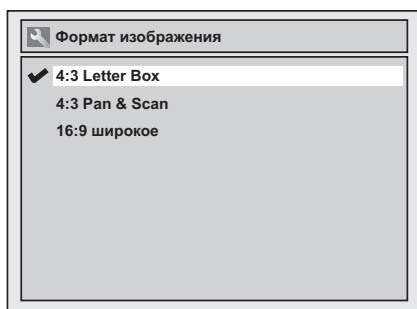 Формат изображения
4:3 Letter Box
4:3 Pan & Scan
16:9 широкое